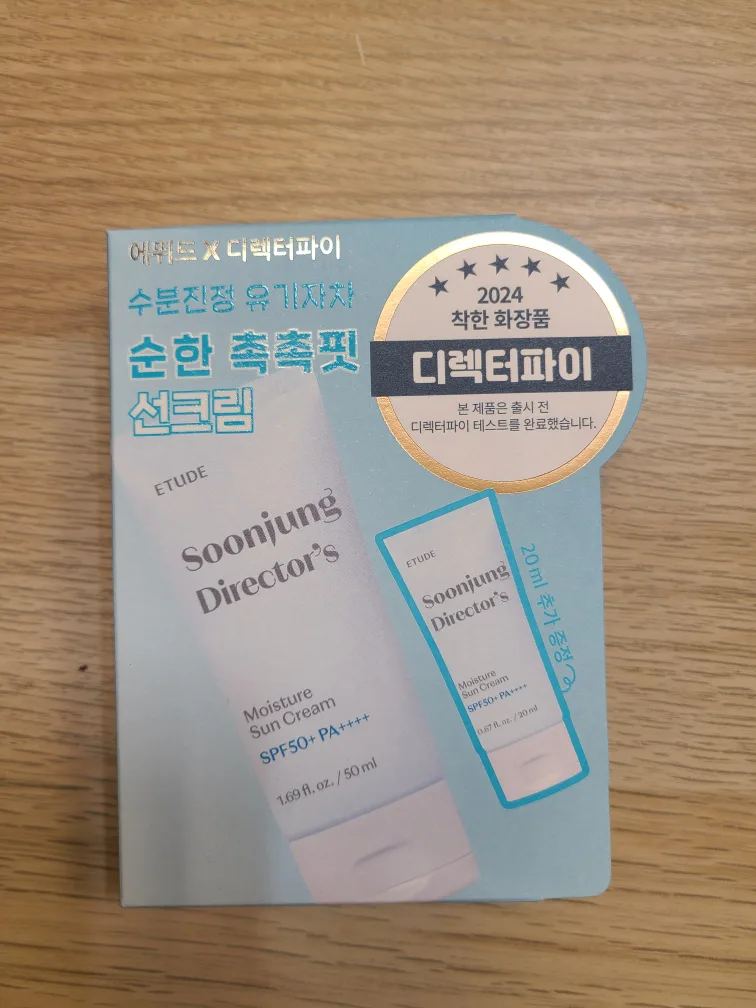 에뛰드 X 디렉터파이
수분진정 유기자차
순한 촉촉핏
선크림
★★★★★
2024
착한 화장품
디렉터파이
본 제품은 출시 전
디렉터파이 테스트를 완료했습니다.
ETUDE
Soonjung
Director's
Moisture
Sun Cream
SPF50+ PA++++
1.69 fl. oz. / 50 ml
ETUDE
Soonjung
Director's
Moisture
Sun Cream
SPF50+ PA++++
0.67 fl. oz. / 20 ml
20ml 추가 증정